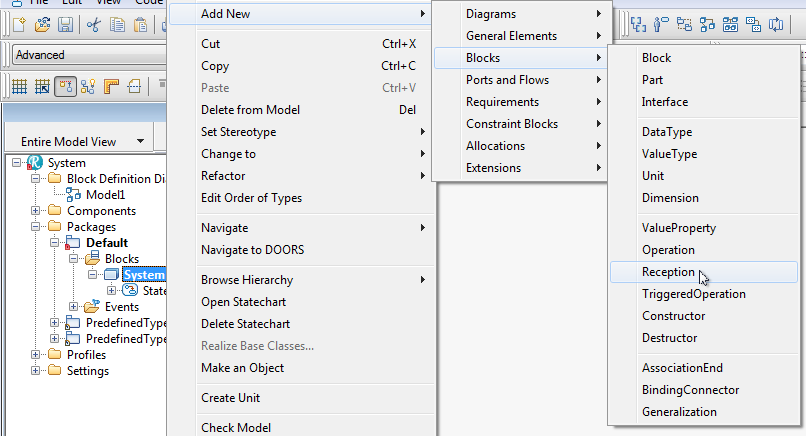 File Edit View Code
Advanced
Entire Model View
System
Block Definition Di
Model1
Components
Packages
Default
Blocks
System
State
Events
PredefinedType
PredefinedType
Profiles
Settings
Add New
Cut Ctrl+X
Copy Ctrl+C
Paste Ctrl+V
Delete from Model Del
Set Stereotype
Change to
Refactor
Edit Order of Types
Navigate
Navigate to DOORS
Browse Hierarchy
Open Statechart
Delete Statechart
Realize Base Classes...
Make an Object
Create Unit
Check Model
Diagrams
General Elements
Blocks
Ports and Flows
Requirements
Constraint Blocks
Allocations
Extensions
Block
Part
Interface
DataType
ValueType
Unit
Dimension
ValueProperty
Operation
Reception
TriggeredOperation
Constructor
Destructor
AssociationEnd
BindingConnector
Generalization